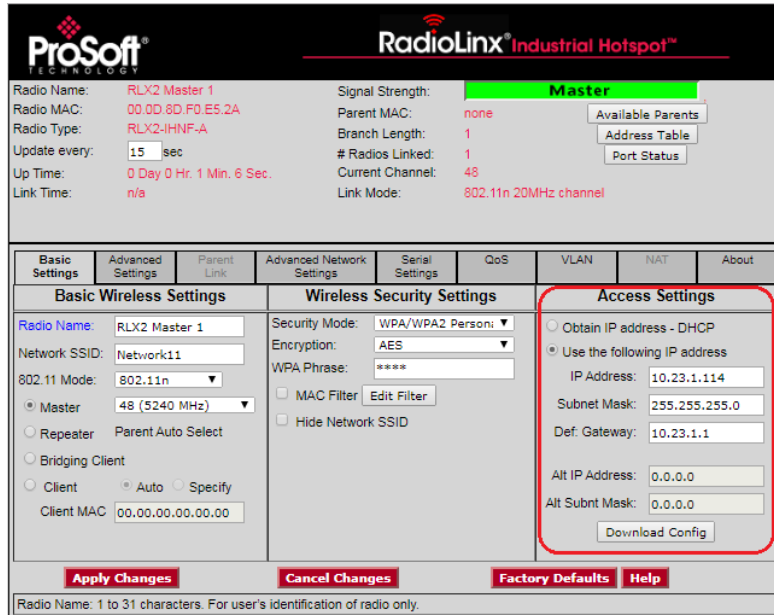 ProSoft®
TECHNOLOGY
RadioLinx® Industrial Hotspot™
Radio Name: RLX2 Master 1 Signal Strength: Master
Radio MAC: 00.0D.8D.F0.E5.2A Parent MAC: none Available Parents
Radio Type: RLX2-IHNF-A Branch Length: 1 Address Table
Update every: 15 sec # Radios Linked: 1 Port Status
Up Time: 0 Day 0 Hr. 1 Min. 6 Sec. Current Channel: 48
Link Time: n/a Link Mode: 802.11n 20MHz channel
Basic Settings Advanced Settings Parent Link Advanced Network Settings Serial Settings QoS VLAN NAT About
Basic Wireless Settings Wireless Security Settings Access Settings
Radio Name: RLX2 Master 1
Network SSID: Network11
802.11 Mode: 802.11n
Master 48 (5240 MHz)
Repeater Parent Auto Select
Bridging Client
Client Auto Specify
Client MAC 00.00.00.00.00.00
Security Mode: WPA/WPA2 Persona
Encryption: AES
WPA Phrase: ****
MAC Filter Edit Filter
Hide Network SSID
Obtain IP address - DHCP
Use the following IP address
IP Address: 10.23.1.114
Subnet Mask: 255.255.255.0
Def: Gateway: 10.23.1.1
Alt IP Address: 0.0.0.0
Alt Subnt Mask: 0.0.0.0
Download Config
Apply Changes Cancel Changes Factory Defaults Help
Radio Name: 1 to 31 characters. For user's identification of radio only.